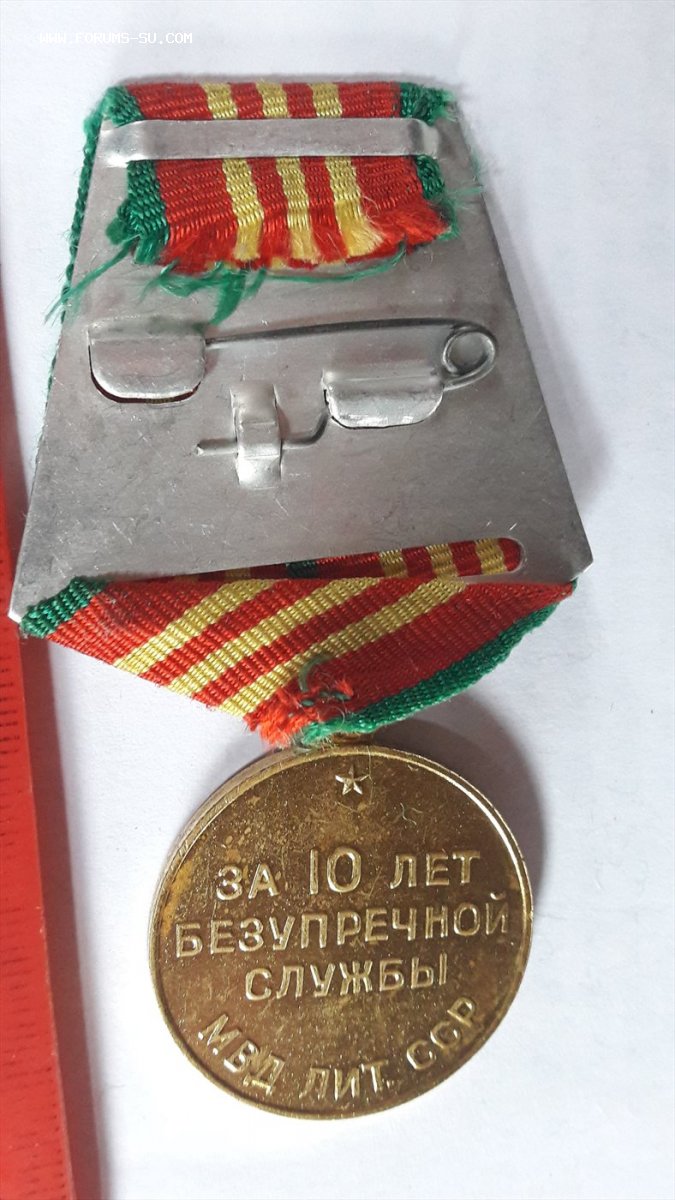 WWW.FORUMS-SU.COM
ЗА 10 ЛЕТ
БЕЗУПРЕЧНОЙ
СЛУЖБЫ
МВД ЛИТ. ССР